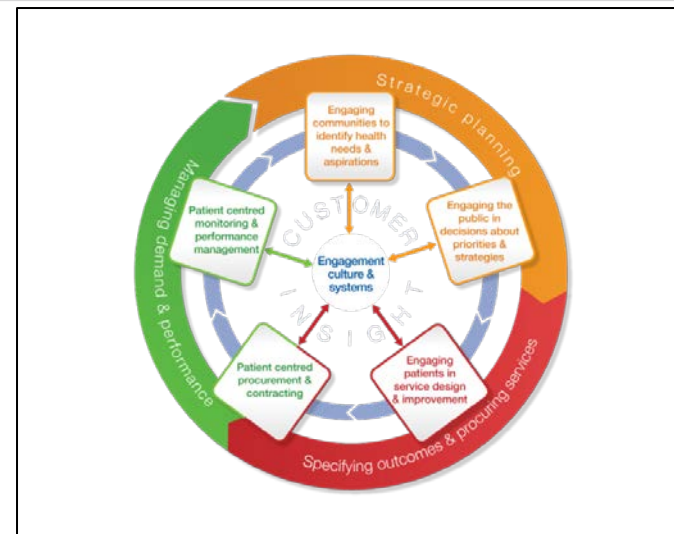 Strategic planning
Engaging
communities to
identify health
needs &
aspirations
Managing demand & performance
Patient centred
monitoring &
performance
management
CUSTOMER
Engaging the
public in
decisions about
priorities &
strategies
Engagement
culture &
systems
INSIGHT
Patient centred
procurement &
contracting
Engaging
patients in
service design
& improvement
Specifying outcomes & procuring services